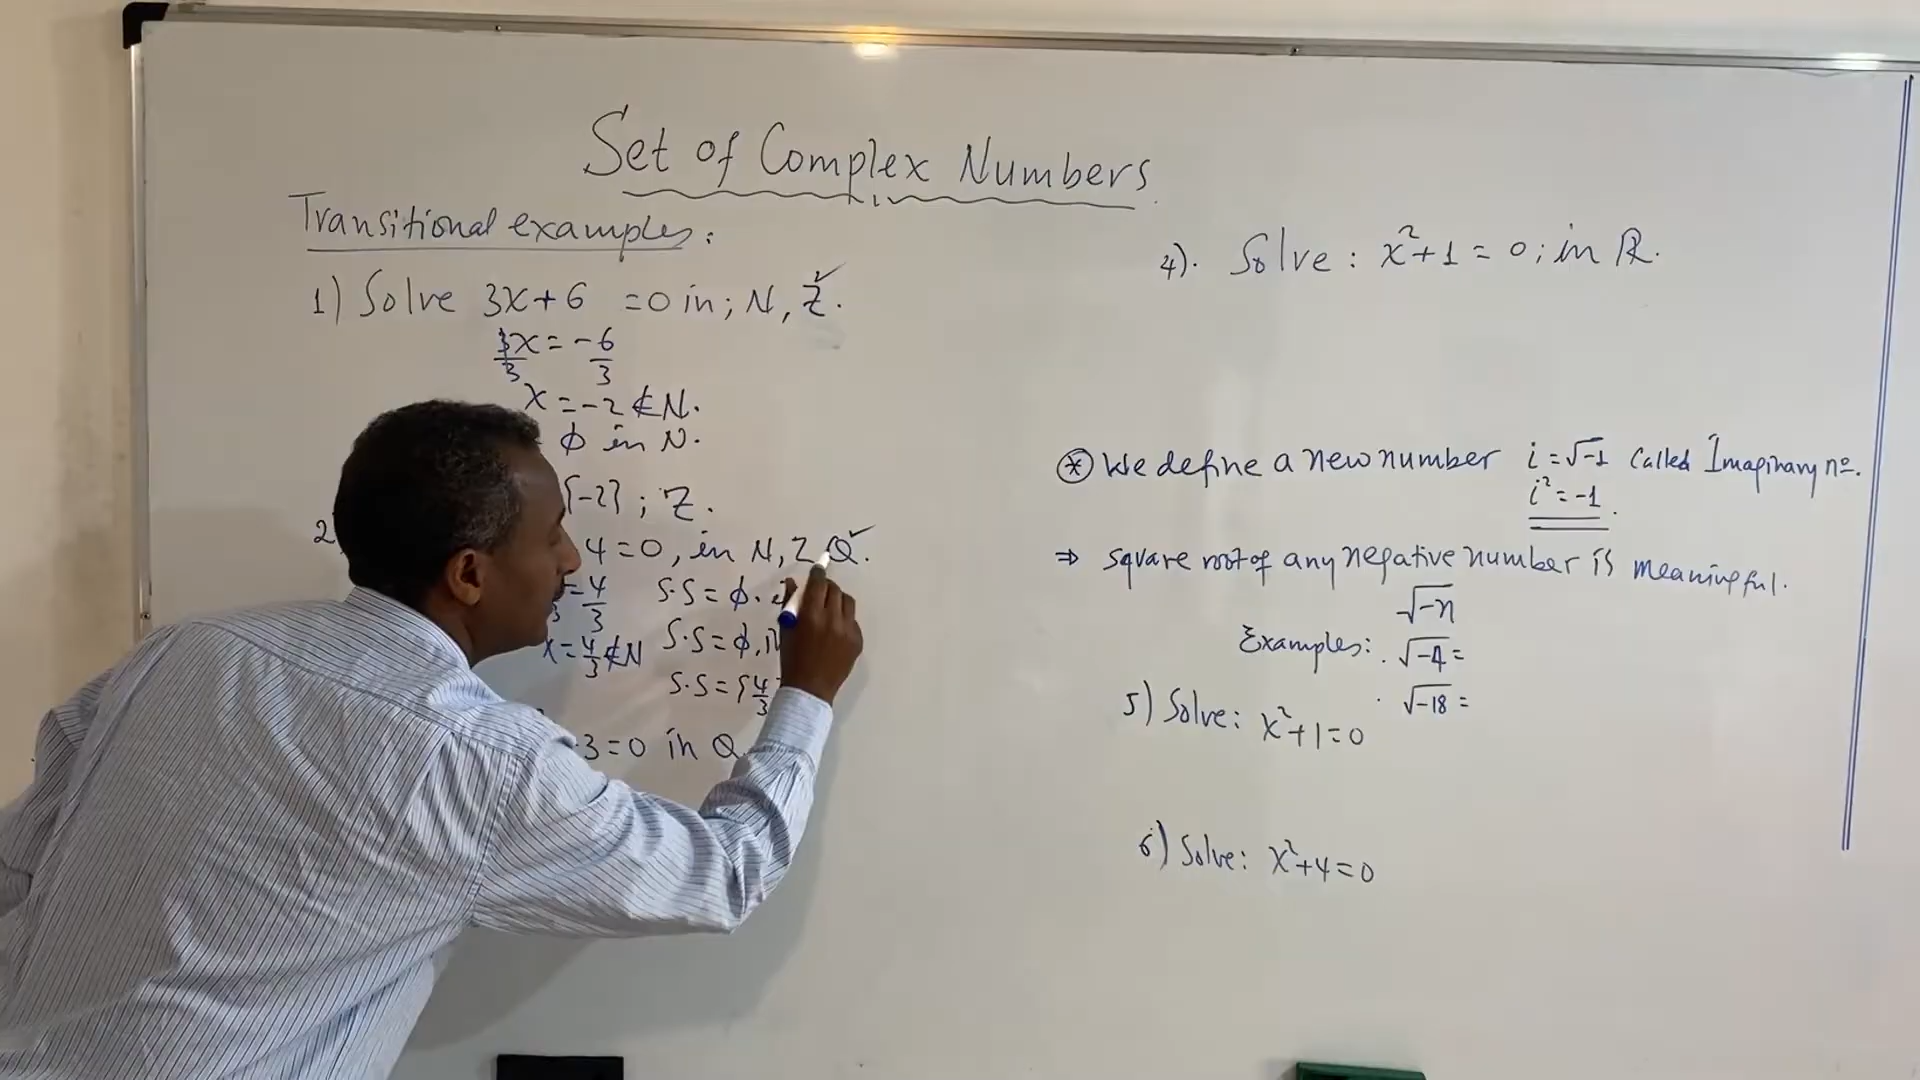 Set of Complex Numbers
Transitional examples:
1) Solve 3x+6 =0 in; N, Z.
3x/3 = -6/3
x = -2 ∉ N.
ϕ in N.
{-2} ; Z.
2
4=0, in N, Z Q.
= 4/3
x = 4/3 ∉ N
S.S = ϕ.
S.S = ϕ,
S.S = {4/3
3=0 in Q
4). Solve: x²+1=0; in R.
* We define a new number i = √-1 called Imaginary no.
i² = -1.
⇒ square root of any negative number is meaningful.
√-n
Examples: . √-4 =
. √-18 =
5) Solve: x²+1=0
6) Solve: x²+4=0